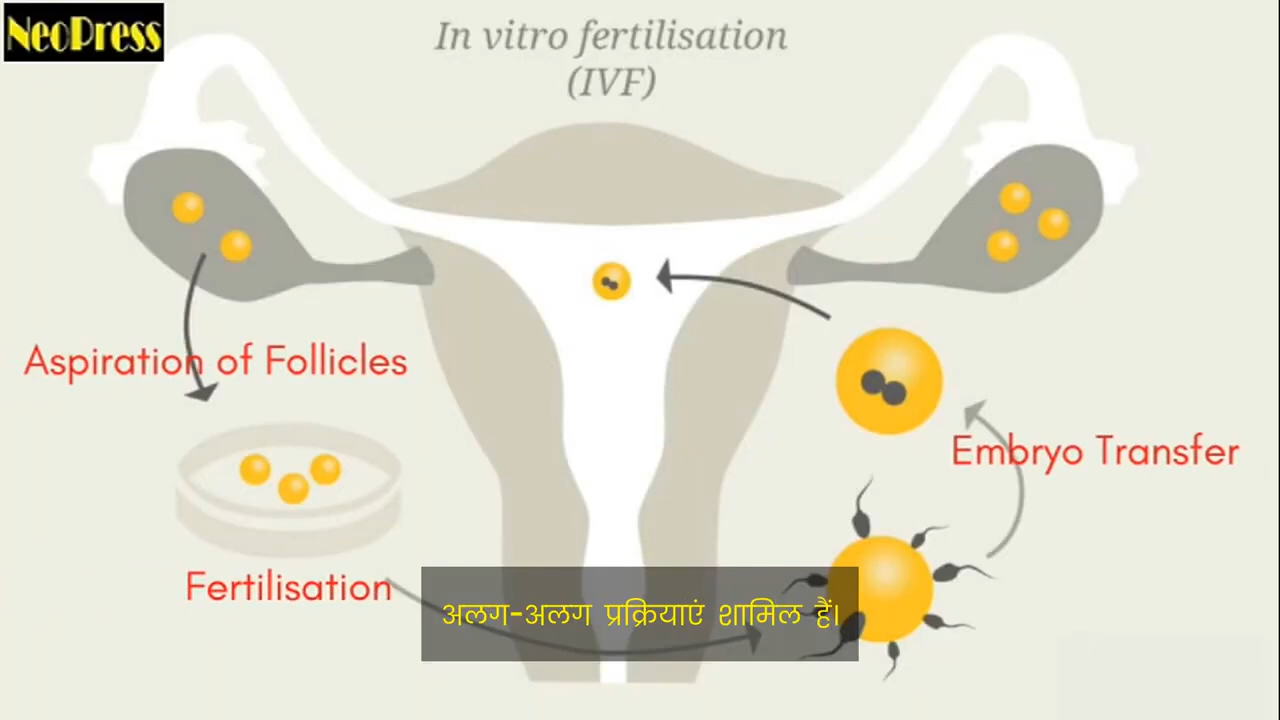 NeoPress
In vitro fertilisation
(IVF)
Aspiration of Follicles
Embryo Transfer
Fertilisation
अलग-अलग प्रक्रियाएं शामिल हैं।